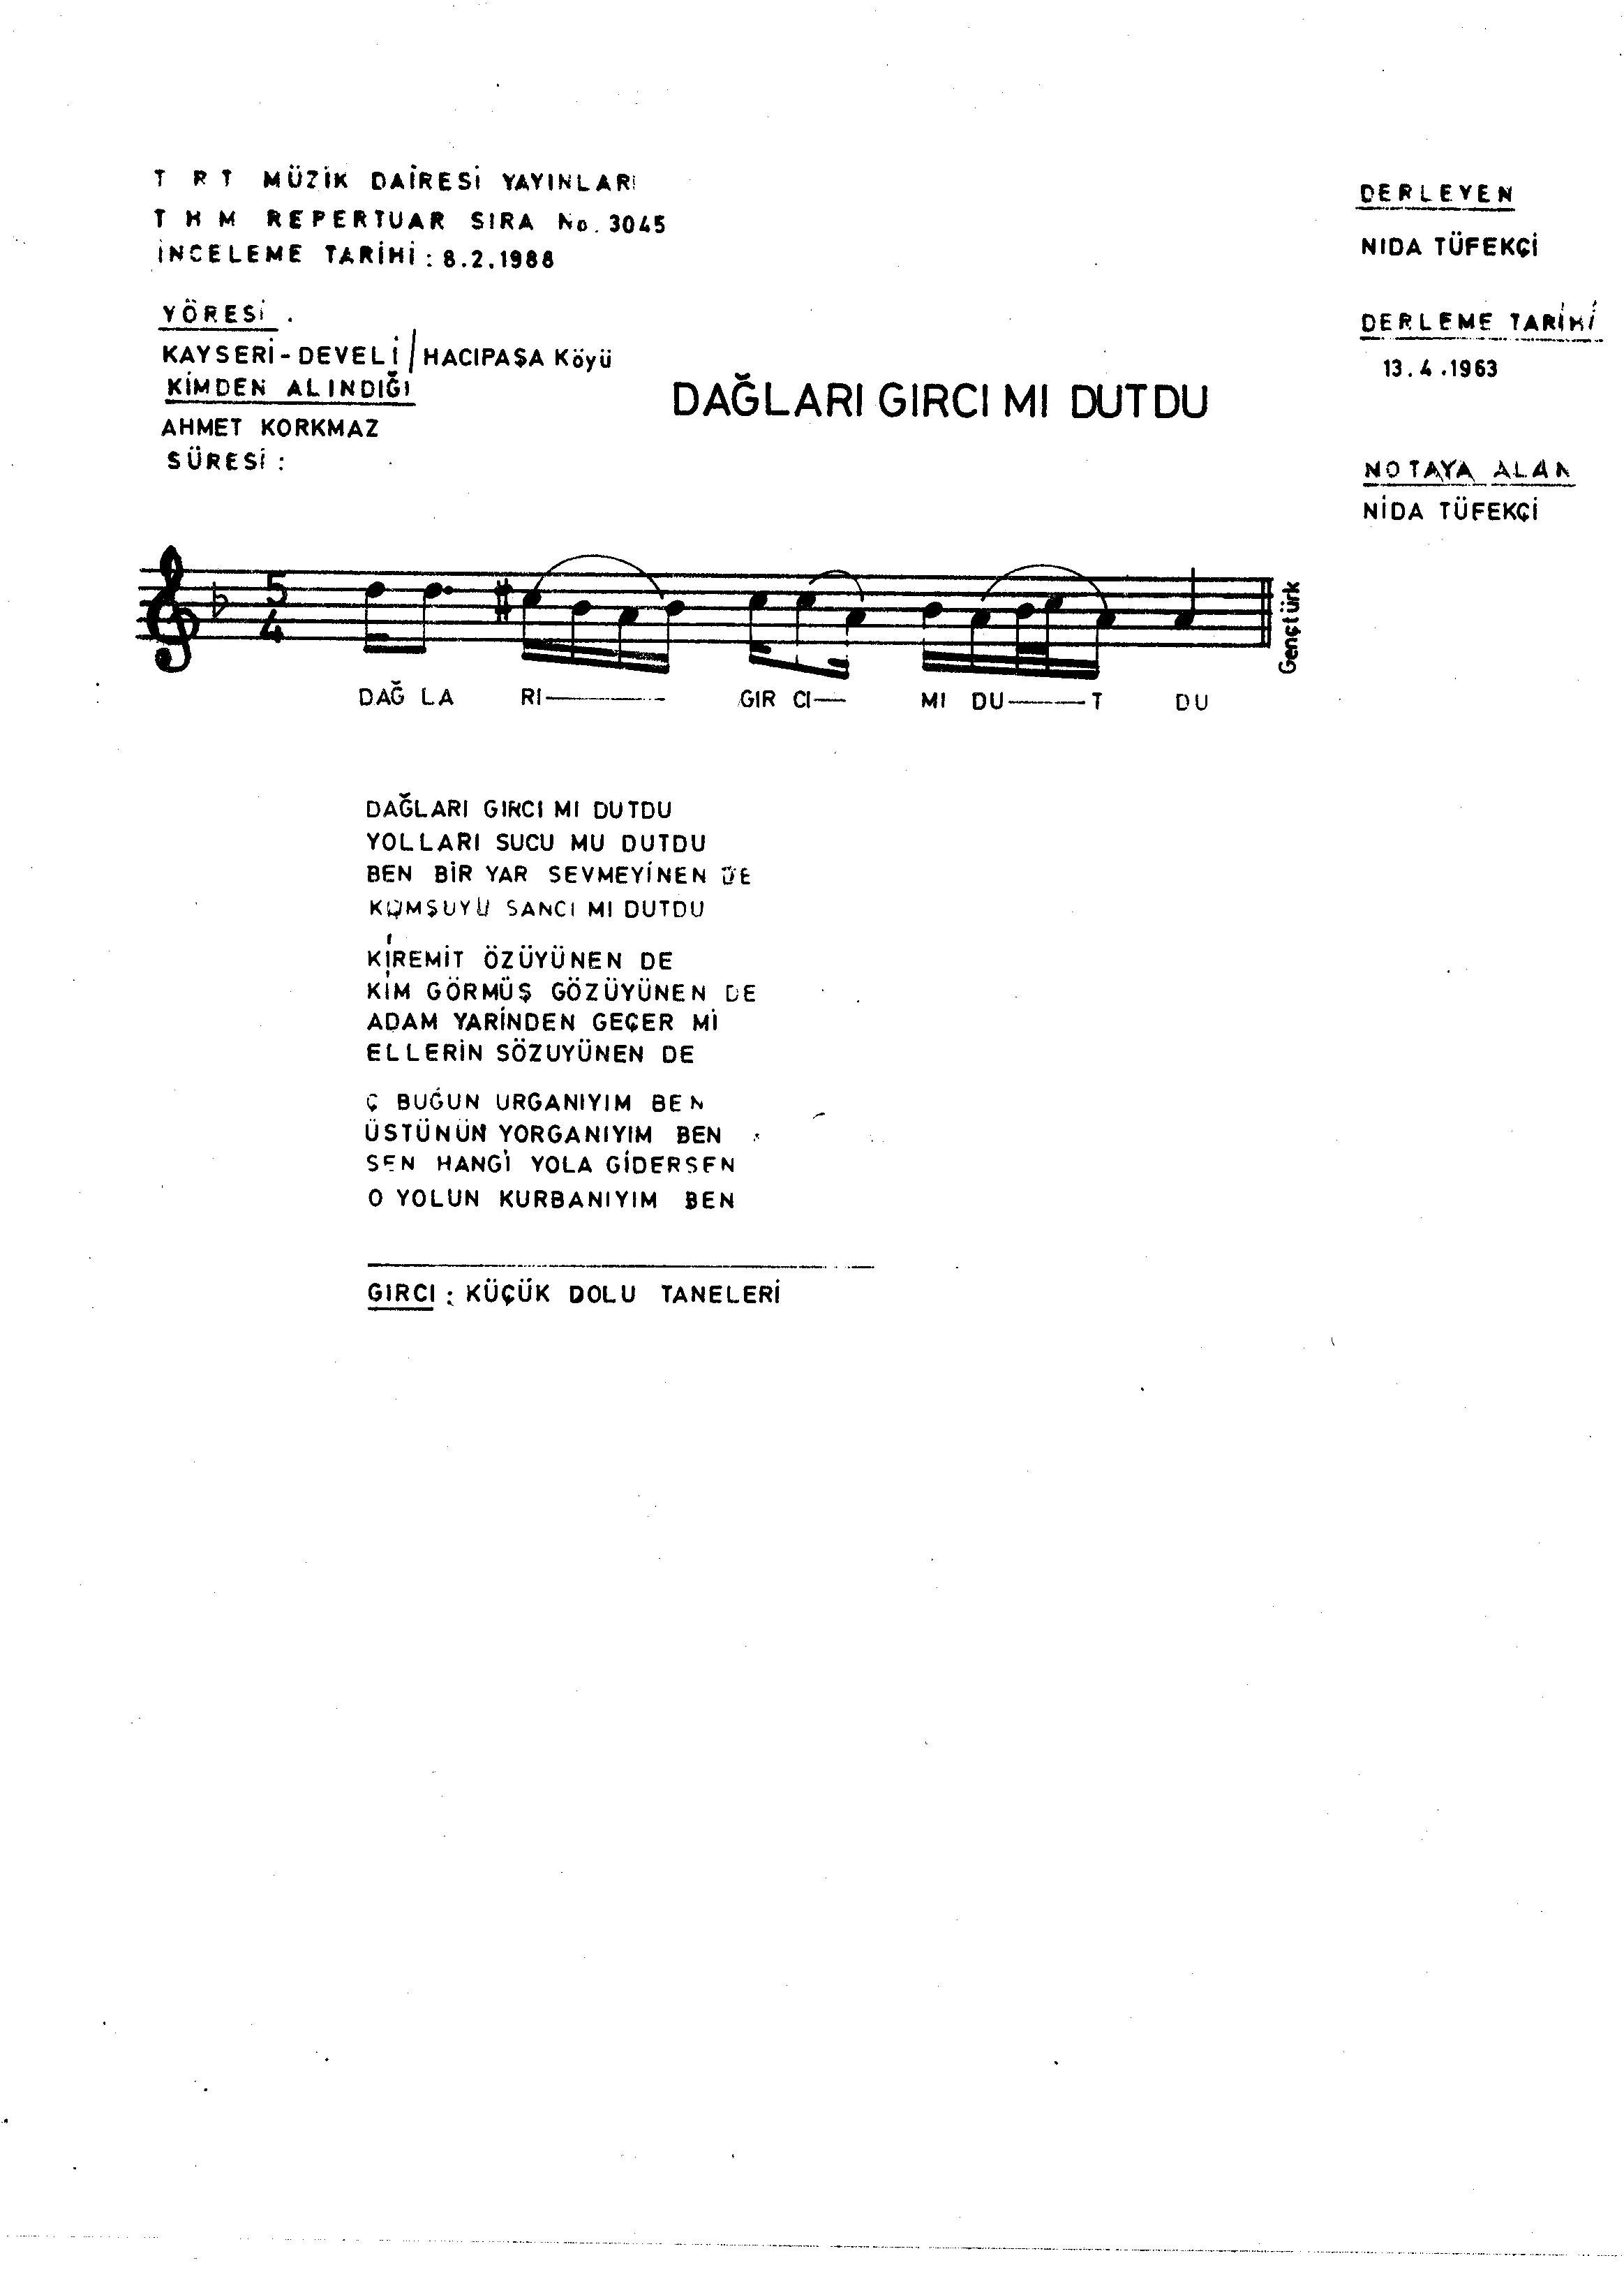 T R T MÜZİK DAİRESİ YAYINLARI
T H M REPERTUAR SIRA No. 3045
İNCELEME TARİHİ : 8.2.1988
YÖRESİ
KAYSERİ-DEVELİ/HACIPAŞA Köyü
KİMDEN ALINDIĞI
AHMET KORKMAZ
SÜRESİ :
DERLEYEN
NIDA TÜFEKÇİ
DERLEME TARİHİ
13.4.1963
NOTAYA ALAN
NİDA TÜFEKÇİ
DAĞLARI GIRCI MI DUTDU
5
4
Gençtürk
DAĞ LA RI GIR CI MI DU T DU
DAĞLARI GIRCI MI DUTDU
YOLLARI SUCU MU DUTDU
BEN BİR YAR SEVMEYİNEN DE
SANCI MI DUTDU
KİREMİT ÖZÜYÜNEN DE
KİM GÖRMÜŞ GÖZÜYÜNEN DE
ADAM YARİNDEN GEÇER Mİ
ELLERİN SÖZUYÜNEN DE
Ç BUĞUN URGANIYIM BEN
ÜSTÜNÜN YORGANIYIM BEN
SEN HANGİ YOLA GİDERSEN
O YOLUN KURBANIYIM BEN
GIRCI : KÜÇÜK DOLU TANELERİ